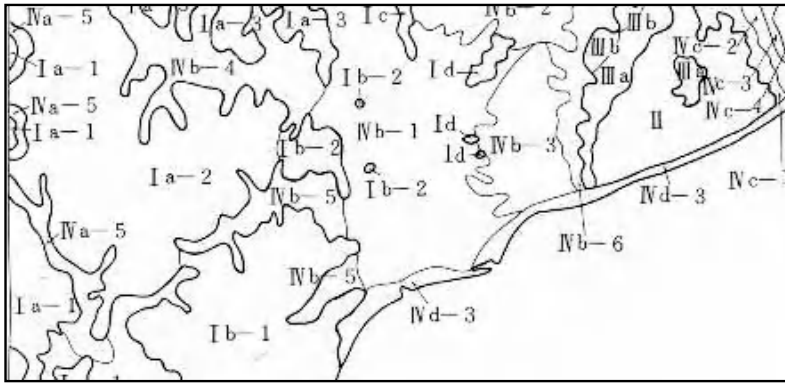 Ⅳa-5
Ⅰa-3
Ⅰa-3
Ⅰc
Ⅳb-2
Ⅲb
Ⅲb
Ⅳc-2
Ⅰa-1
Ⅳb-4
Ⅰb-2
Ⅰd
Ⅲa
Ⅲa
Ⅳc-3
Ⅳa-5
Ⅳc-4
Ⅰa-1
Ⅳb-1
Ⅰd
Ⅱ
Ⅰb-2
Ⅰd
Ⅳb-3
Ⅰa-2
Ⅳb-5
Ⅰb-2
Ⅳd-3
Ⅳa-5
Ⅳb-6
Ⅳb-5
Ⅰa-1
Ⅳd-3
Ⅰb-1